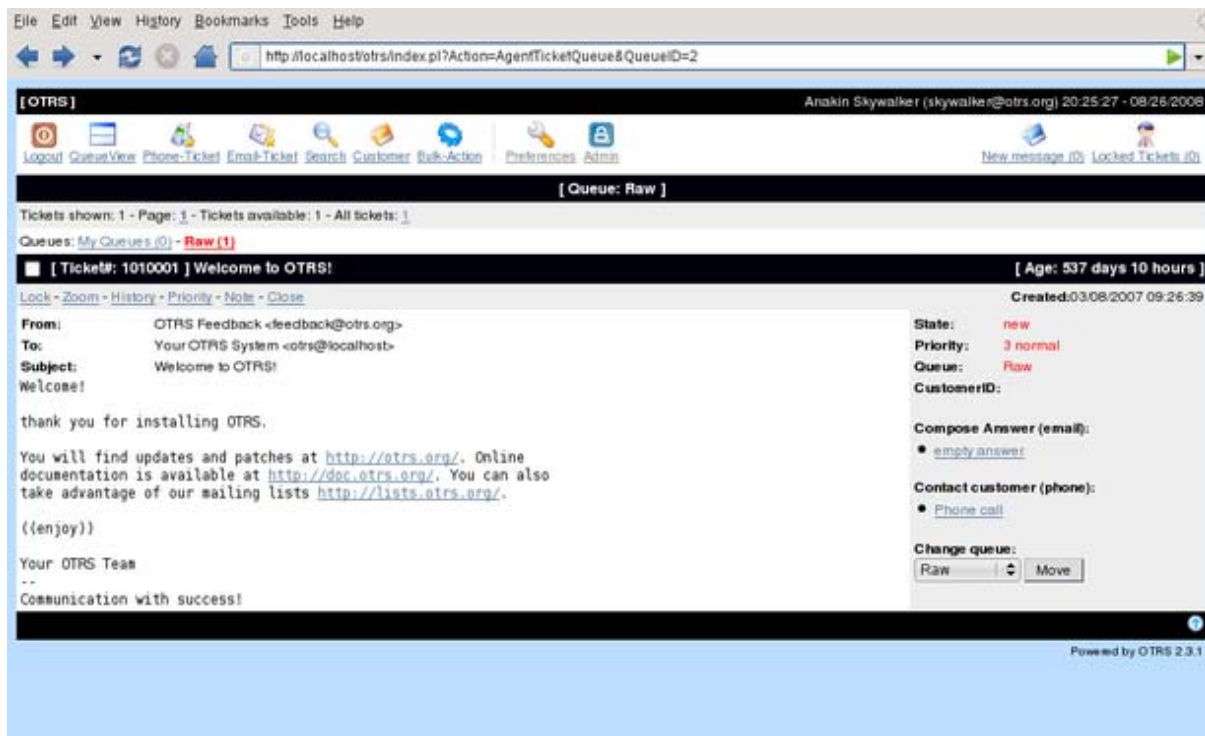 File Edit View History Bookmarks Tools Help
http://localhost/otrs/index.pl?Action=AgentTicketQueue&QueueID=2
[ OTRS ] Anakin Skywalker (skywalker@otrs.org) 20:25:27 - 08/26/2008
Logout QueueView Phone-Ticket Email-Ticket Search Customer Bulk-Action Preferences Admin New message (0) Locked Tickets (0)
[ Queue: Raw ]
Tickets shown: 1 - Page: 1 - Tickets available: 1 - All tickets: 1
Queues: My Queues (0) - Raw (1)
[ Ticket#: 1010001 ] Welcome to OTRS! [ Age: 537 days 10 hours ]
Lock - Zoom - History - Priority - Note - Close Created:03/08/2007 09:26:39
From: OTRS Feedback <feedback@otrs.org>
To: Your OTRS System <otrs@localhost>
Subject: Welcome to OTRS!
Welcome!
thank you for installing OTRS.
You will find updates and patches at http://otrs.org/. Online
documentation is available at http://doc.otrs.org/. You can also
take advantage of our mailing lists http://lists.otrs.org/.
((enjoy))
Your OTRS Team
--
Communication with success!
State: new
Priority: 3 normal
Queue: Raw
CustomerID:
Compose Answer (email):
empty answer
Contact customer (phone):
Phone call
Change queue:
Raw Move
Powered by OTRS 2.3.1